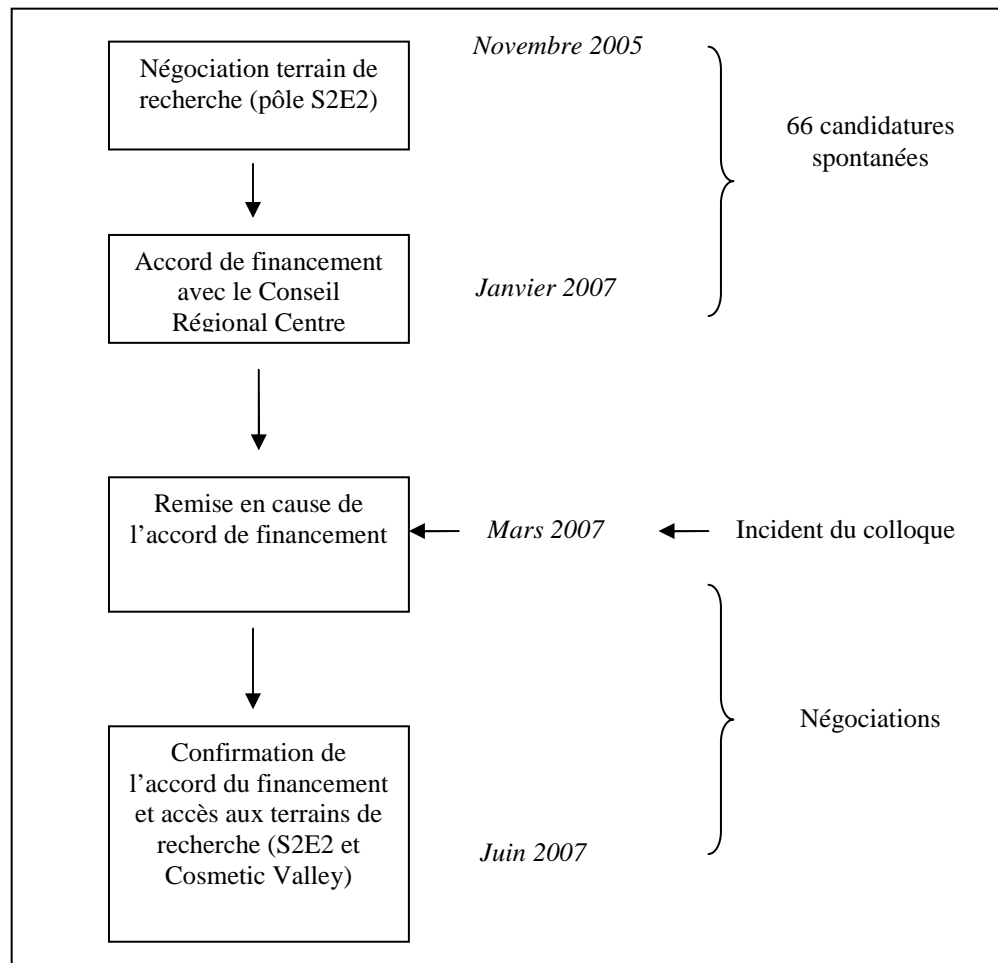 Novembre 2005
Négociation terrain de
recherche (pôle S2E2)
66 candidatures
spontanées
Accord de financement
avec le Conseil
Régional Centre
Janvier 2007
Remise en cause de
l’accord de financement
Mars 2007
Incident du colloque
Négociations
Confirmation de
l’accord du financement
et accès aux terrains de
recherche (S2E2 et
Cosmetic Valley)
Juin 2007